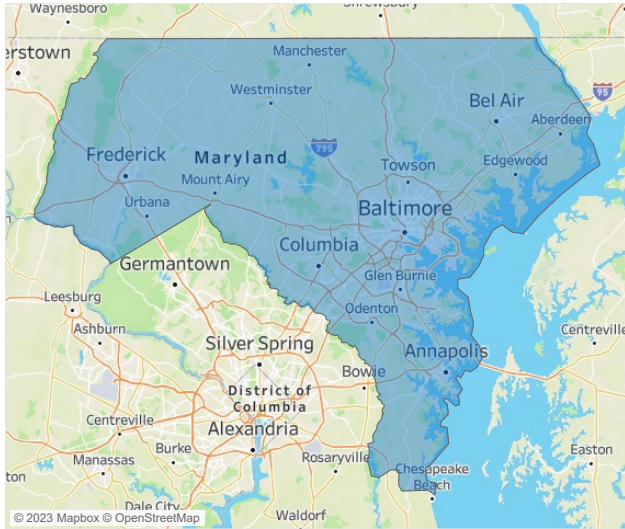 Waynesboro
Shrewsbury
erstown
Manchester
Westminster
95
Bel Air
Aberdeen
795
Frederick
Maryland
Towson
Edgewood
Mount Airy
Urbana
Baltimore
Columbia
Germantown
Glen Burnie
Leesburg
Odenton
Ashburn
Centreville
Silver Spring
Annapolis
Bowie
District of
Columbia
Centreville
Alexandria
Burke
Rosaryville
Easton
Manassas
Chesapeake
Beach
ton
Dale City
Waldorf
© 2023 Mapbox © OpenStreetMap